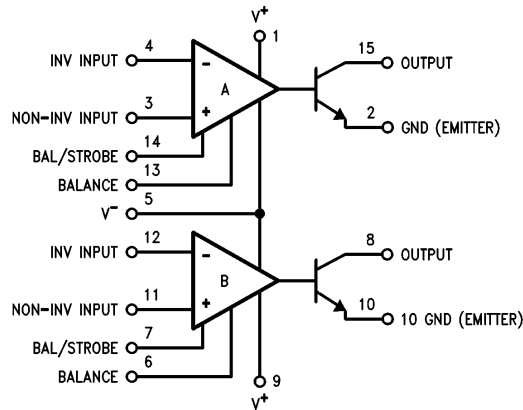 V+
1
4
INV INPUT
-
15
OUTPUT
A
3
NON-INV INPUT
+
2
GND (EMITTER)
14
BAL/STROBE
13
BALANCE
5
V-
12
INV INPUT
-
8
OUTPUT
B
11
NON-INV INPUT
+
10
10 GND (EMITTER)
7
BAL/STROBE
6
BALANCE
9
V+